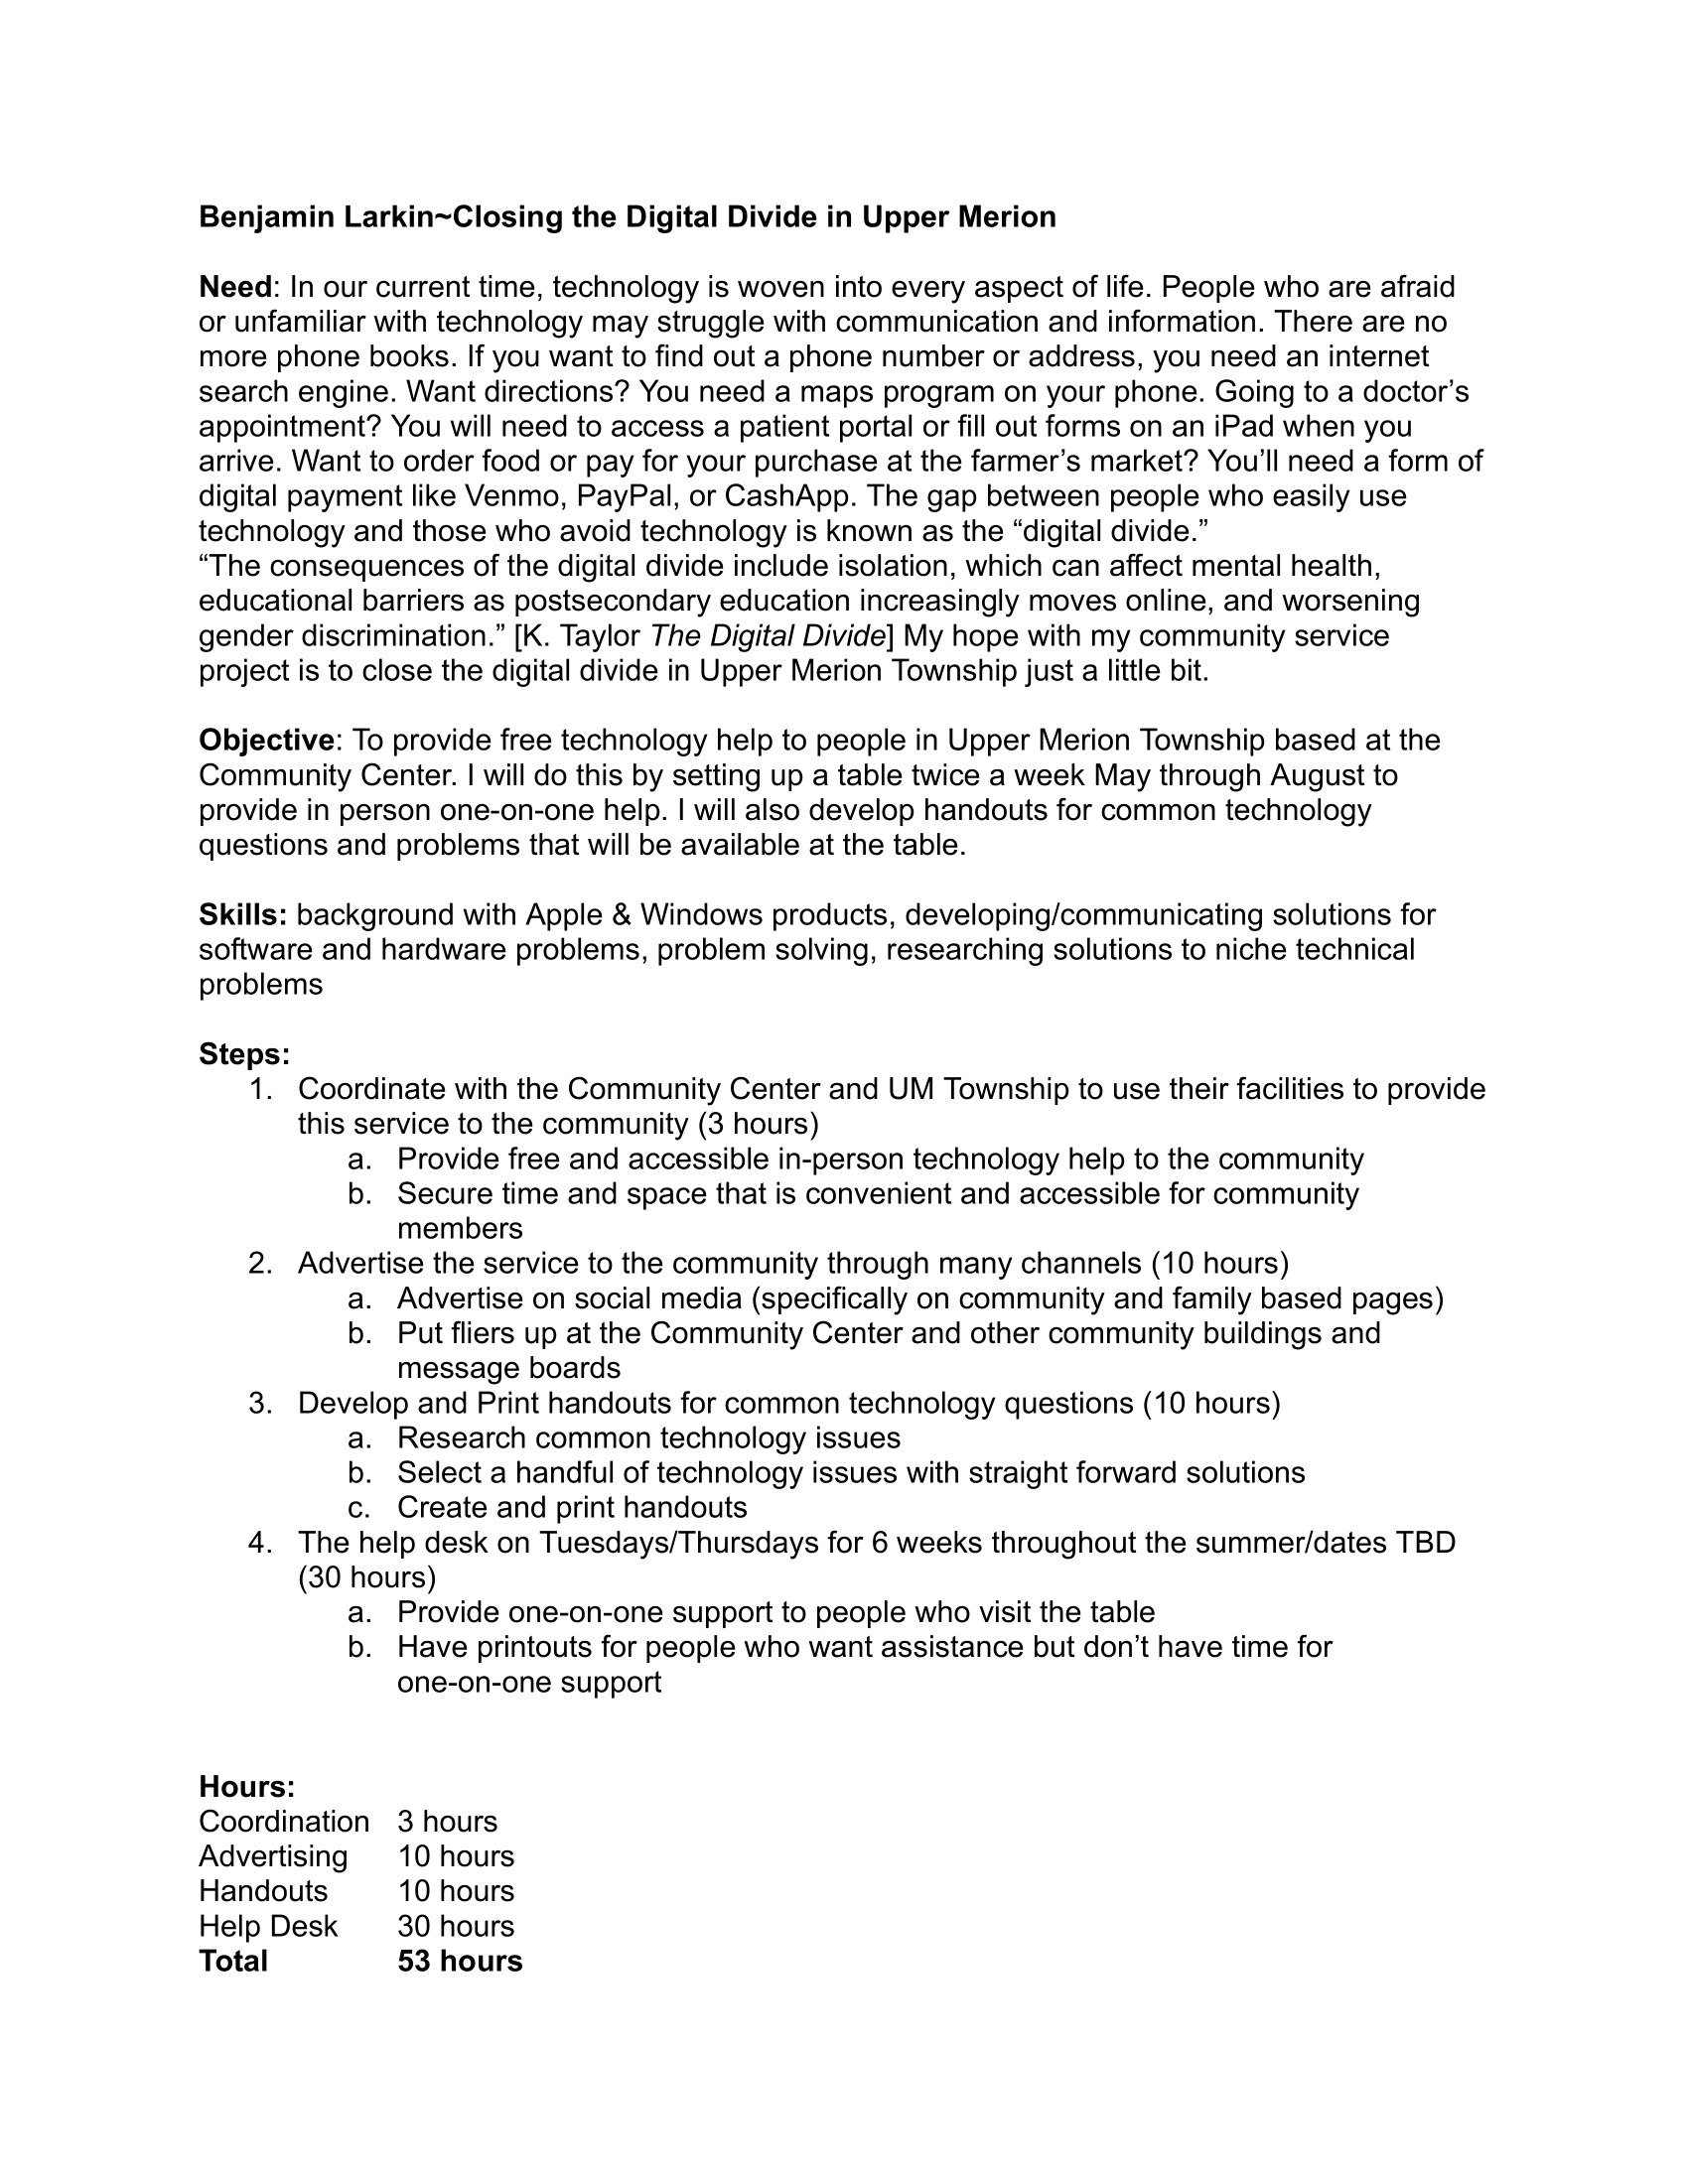 Benjamin Larkin~Closing the Digital Divide in Upper Merion
Need: In our current time, technology is woven into every aspect of life. People who are afraid
or unfamiliar with technology may struggle with communication and information. There are no
more phone books. If you want to find out a phone number or address, you need an internet
search engine. Want directions? You need a maps program on your phone. Going to a doctor’s
appointment? You will need to access a patient portal or fill out forms on an iPad when you
arrive. Want to order food or pay for your purchase at the farmer’s market? You’ll need a form of
digital payment like Venmo, PayPal, or CashApp. The gap between people who easily use
technology and those who avoid technology is known as the “digital divide.”
“The consequences of the digital divide include isolation, which can affect mental health,
educational barriers as postsecondary education increasingly moves online, and worsening
gender discrimination.” [K. Taylor The Digital Divide] My hope with my community service
project is to close the digital divide in Upper Merion Township just a little bit.
Objective: To provide free technology help to people in Upper Merion Township based at the
Community Center. I will do this by setting up a table twice a week May through August to
provide in person one-on-one help. I will also develop handouts for common technology
questions and problems that will be available at the table.
Skills: background with Apple & Windows products, developing/communicating solutions for
software and hardware problems, problem solving, researching solutions to niche technical
problems
Steps:
1. Coordinate with the Community Center and UM Township to use their facilities to provide
this service to the community (3 hours)
a. Provide free and accessible in-person technology help to the community
b. Secure time and space that is convenient and accessible for community
members
2. Advertise the service to the community through many channels (10 hours)
a. Advertise on social media (specifically on community and family based pages)
b. Put fliers up at the Community Center and other community buildings and
message boards
3. Develop and Print handouts for common technology questions (10 hours)
a. Research common technology issues
b. Select a handful of technology issues with straight forward solutions
c. Create and print handouts
4. The help desk on Tuesdays/Thursdays for 6 weeks throughout the summer/dates TBD
(30 hours)
a. Provide one-on-one support to people who visit the table
b. Have printouts for people who want assistance but don’t have time for
one-on-one support
Hours:
Coordination 3 hours
Advertising 10 hours
Handouts 10 hours
Help Desk 30 hours
Total 53 hours